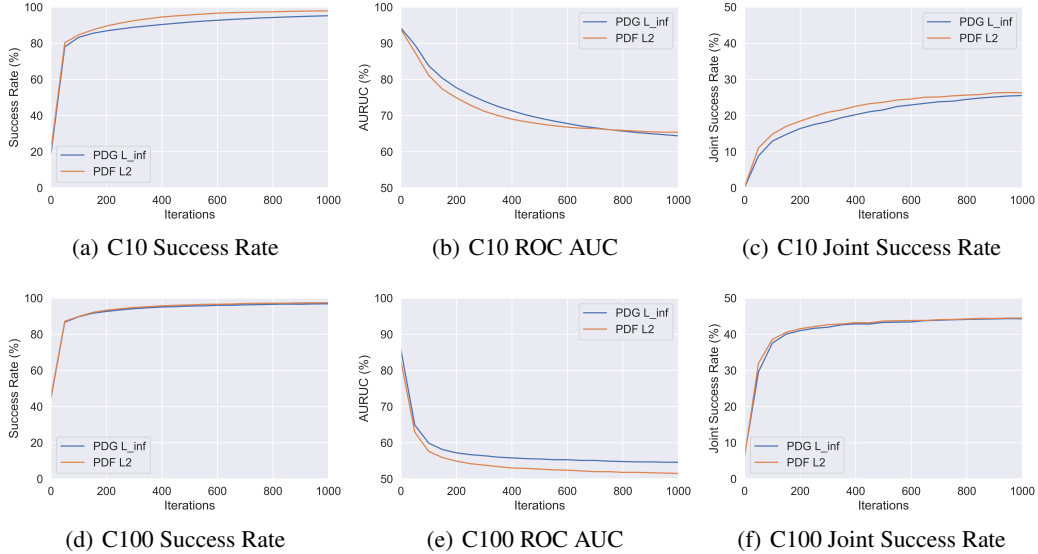 Success Rate (%)
100
80
60
40
20
0
PDG L_inf
PDF L2
0 200 400 600 800 1000
Iterations
(a) C10 Success Rate
AURUC (%)
100
90
80
70
60
50
PDG L_inf
PDF L2
0 200 400 600 800 1000
Iterations
(b) C10 ROC AUC
Joint Success Rate (%)
50
40
30
20
10
0
PDG L_inf
PDF L2
0 200 400 600 800 1000
Iterations
(c) C10 Joint Success Rate
Success Rate (%)
100
80
60
40
20
0
PDG L_inf
PDF L2
0 200 400 600 800 1000
Iterations
(d) C100 Success Rate
AURUC (%)
100
90
80
70
60
50
PDG L_inf
PDF L2
0 200 400 600 800 1000
Iterations
(e) C100 ROC AUC
Joint Success Rate (%)
50
40
30
20
10
0
PDG L_inf
PDF L2
0 200 400 600 800 1000
Iterations
(f) C100 Joint Success Rate